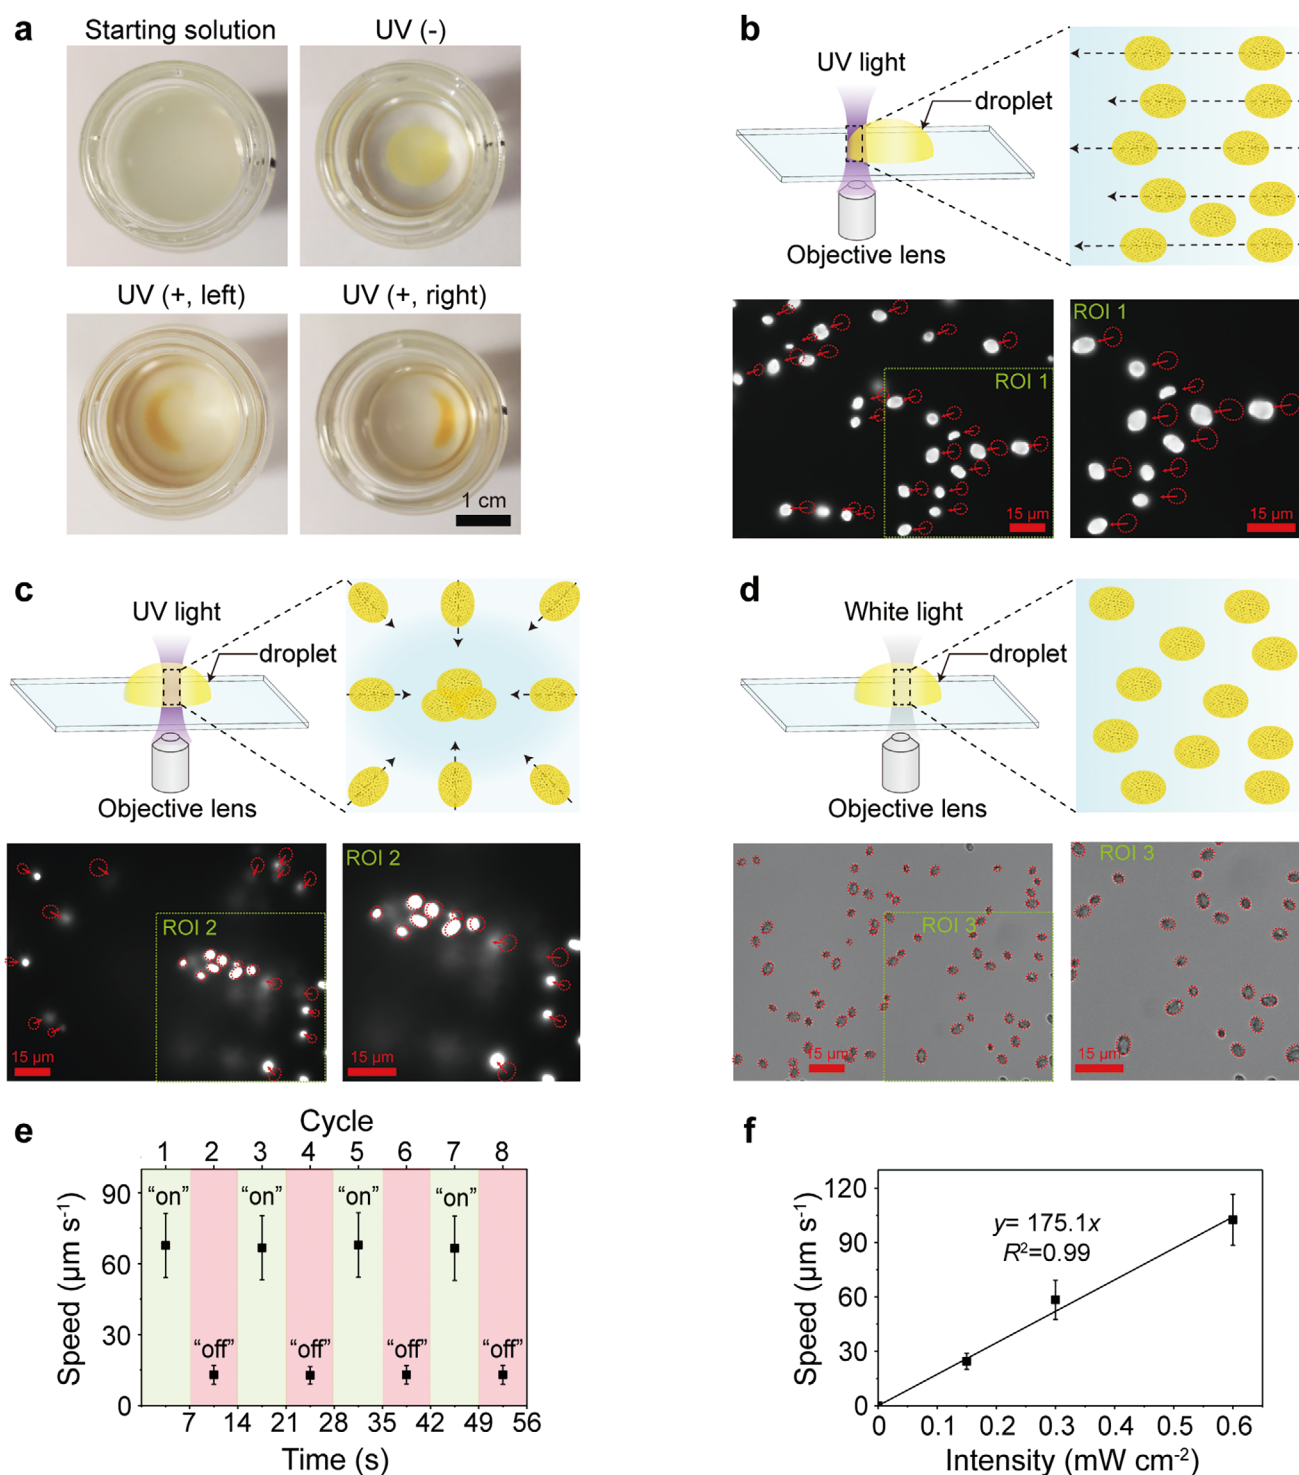 a
Starting solution
UV (-)
UV (+, left)
UV (+, right)
1 cm
b
UV light
droplet
Objective lens
ROI 1
15 µm
ROI 1
15 µm
c
UV light
droplet
Objective lens
ROI 2
15 µm
ROI 2
15 µm
d
White light
droplet
Objective lens
ROI 3
15 µm
ROI 3
15 µm
e
Cycle
1 2 3 4 5 6 7 8
Speed (µm s⁻¹)
90
60
30
0
“on” “on” “on” “on”
“off” “off” “off” “off”
7 14 21 28 35 42 49 56
Time (s)
f
Speed (µm s⁻¹)
120
90
60
30
0
y= 175.1x
R²=0.99
0 0.1 0.2 0.3 0.4 0.5 0.6
Intensity (mW cm⁻²)